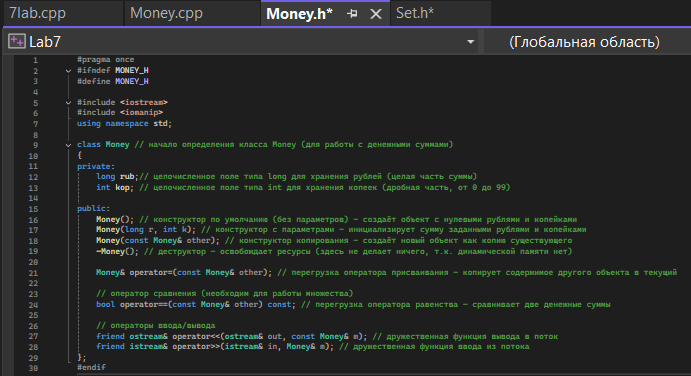 7lab.cpp Money.cpp Money.h* Set.h*
Lab7 (Глобальная область)
1 #pragma once
2 #ifndef MONEY_H
3 #define MONEY_H
4
5 #include <iostream>
6 #include <iomanip>
7 using namespace std;
8
9 class Money // начало определения класса Money (для работы с денежными суммами)
10 {
11 private:
12 long rub;// целочисленное поле типа long для хранения рублей (целая часть суммы)
13 int kop; // целочисленное поле типа int для хранения копеек (дробная часть, от 0 до 99)
14
15 public:
16 Money(); // конструктор по умолчанию (без параметров) – создаёт объект с нулевыми рублями и копейками
17 Money(long r, int k); // конструктор с параметрами – инициализирует сумму заданными рублями и копейками
18 Money(const Money& other); // конструктор копирования – создаёт новый объект как копию существующего
19 ~Money(); // деструктор – освобождает ресурсы (здесь не делает ничего, т.к. динамической памяти нет)
20
21 Money& operator=(const Money& other); // перегрузка оператора присваивания – копирует содержимое другого объекта в текущий
22
23 // оператор сравнения (необходим для работы множества)
24 bool operator==(const Money& other) const; // перегрузка оператора равенства – сравнивает две денежные суммы
25
26 // операторы ввода/вывода
27 friend ostream& operator<<(ostream& out, const Money& m); // дружественная функция вывода в поток
28 friend istream& operator>>(istream& in, Money& m); // дружественная функция ввода из потока
29 };
30 #endif